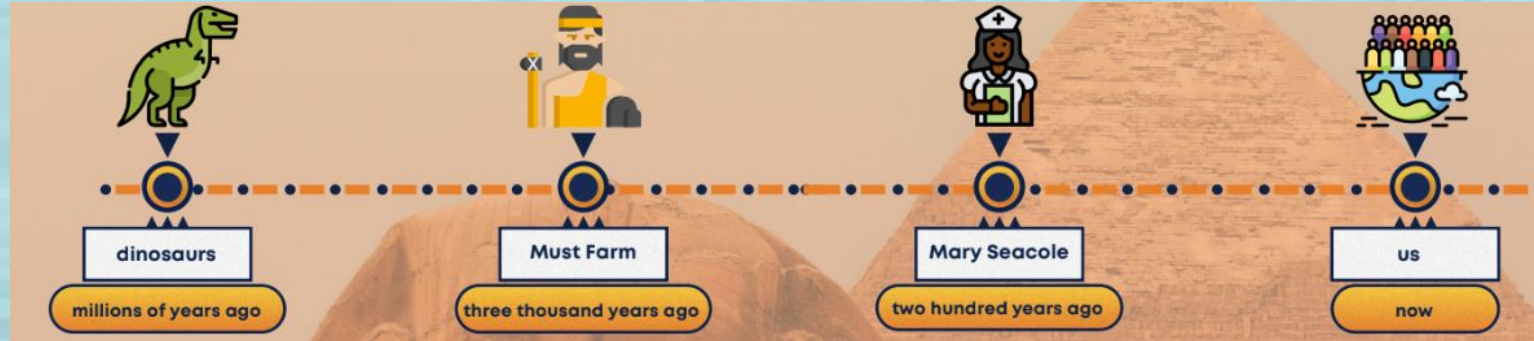 dinosaurs
millions of years ago
Must Farm
three thousand years ago
Mary Seacole
two hundred years ago
us
now